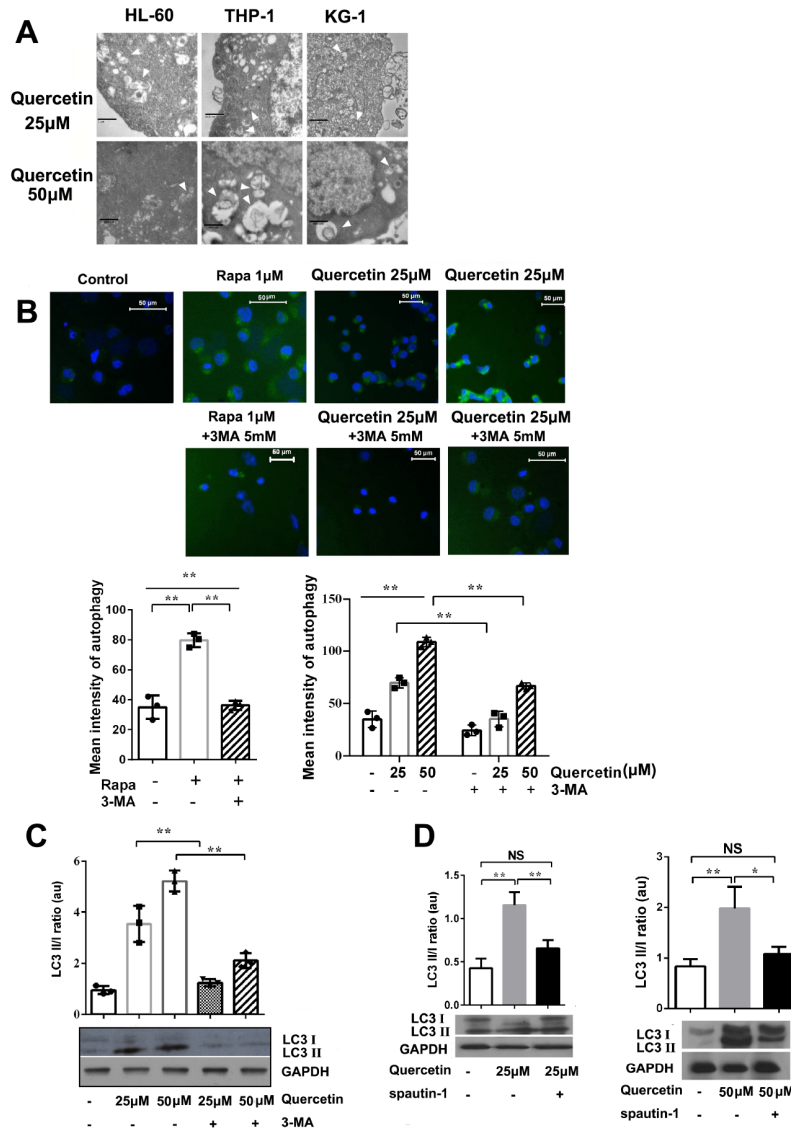 A
HL-60 THP-1 KG-1
Quercetin
25μM
Quercetin
50μM
B
Control Rapa 1μM Quercetin 25μM Quercetin 25μM
50 μm 50 μm 50 μm 50 μm
Rapa 1μM Quercetin 25μM Quercetin 25μM
+3MA 5mM +3MA 5mM +3MA 5mM
50 μm 50 μm 50 μm
Mean intensity of autophagy
100
80
60
40
20
0
** ** **
Rapa - + +
3-MA - - +
Mean intensity of autophagy
150
100
50
0
** ** **
- 25 50 - 25 50 Quercetin(μM)
- - - + + + 3-MA
C
LC3 II/I ratio (au)
6
4
2
0
** **
LC3 I
LC3 II
GAPDH
- 25μM 50μM 25μM 50μM Quercetin
- - - + + 3-MA
D
LC3 II/I ratio (au)
1.5
1.0
0.5
0.0
NS
** **
LC3 I
LC3 II
GAPDH
Quercetin - 25μM 25μM
spautin-1 - - +
LC3 II/I ratio (au)
3
2
1
0
NS
** *
LC3 I
LC3 II
GAPDH
Quercetin - 50μM 50μM
spautin-1 - - +